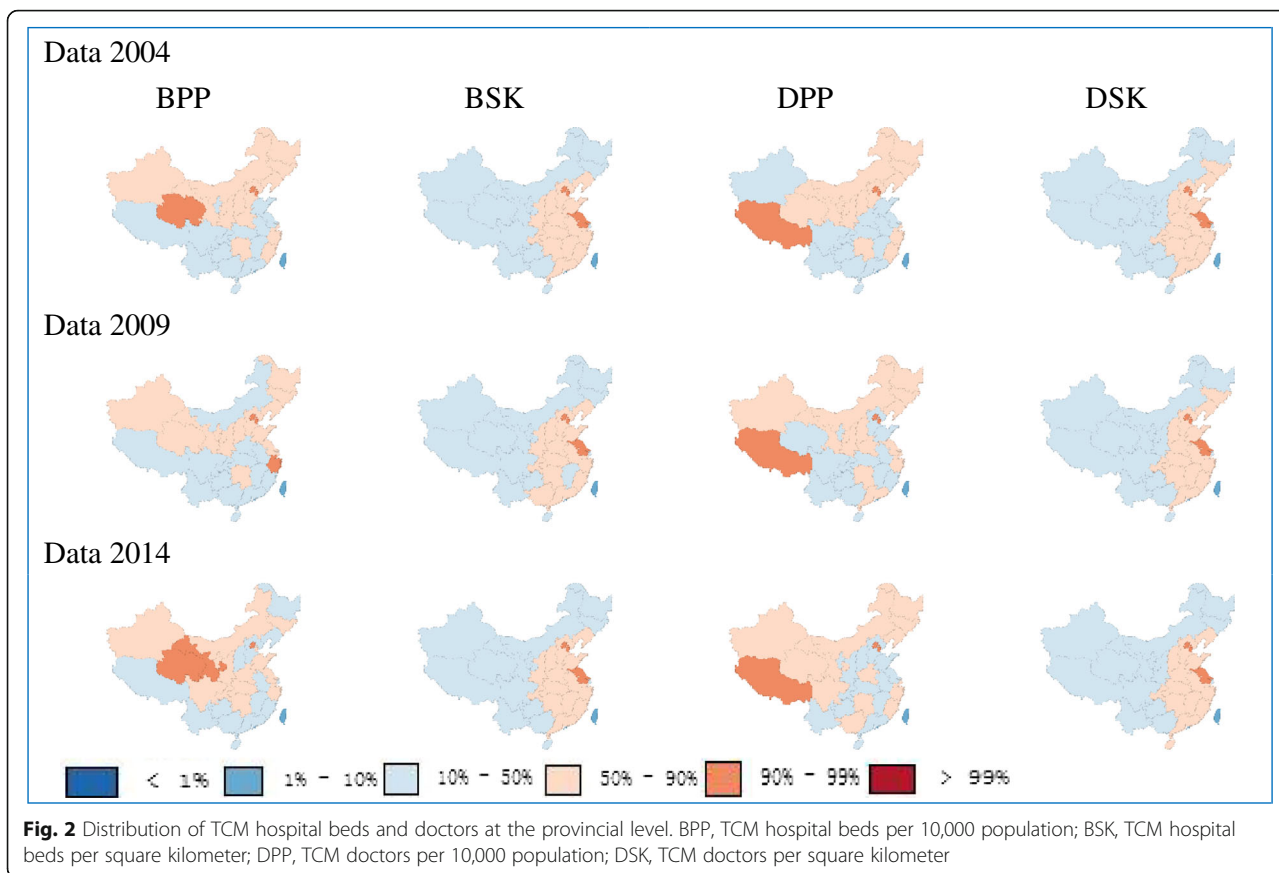 Data 2004
BPP BSK DPP DSK
Data 2009
Data 2014
< 1% 1% - 10% 10% - 50% 50% - 90% 90% - 99% > 99%
Fig. 2 Distribution of TCM hospital beds and doctors at the provincial level. BPP, TCM hospital beds per 10,000 population; BSK, TCM hospital
beds per square kilometer; DPP, TCM doctors per 10,000 population; DSK, TCM doctors per square kilometer